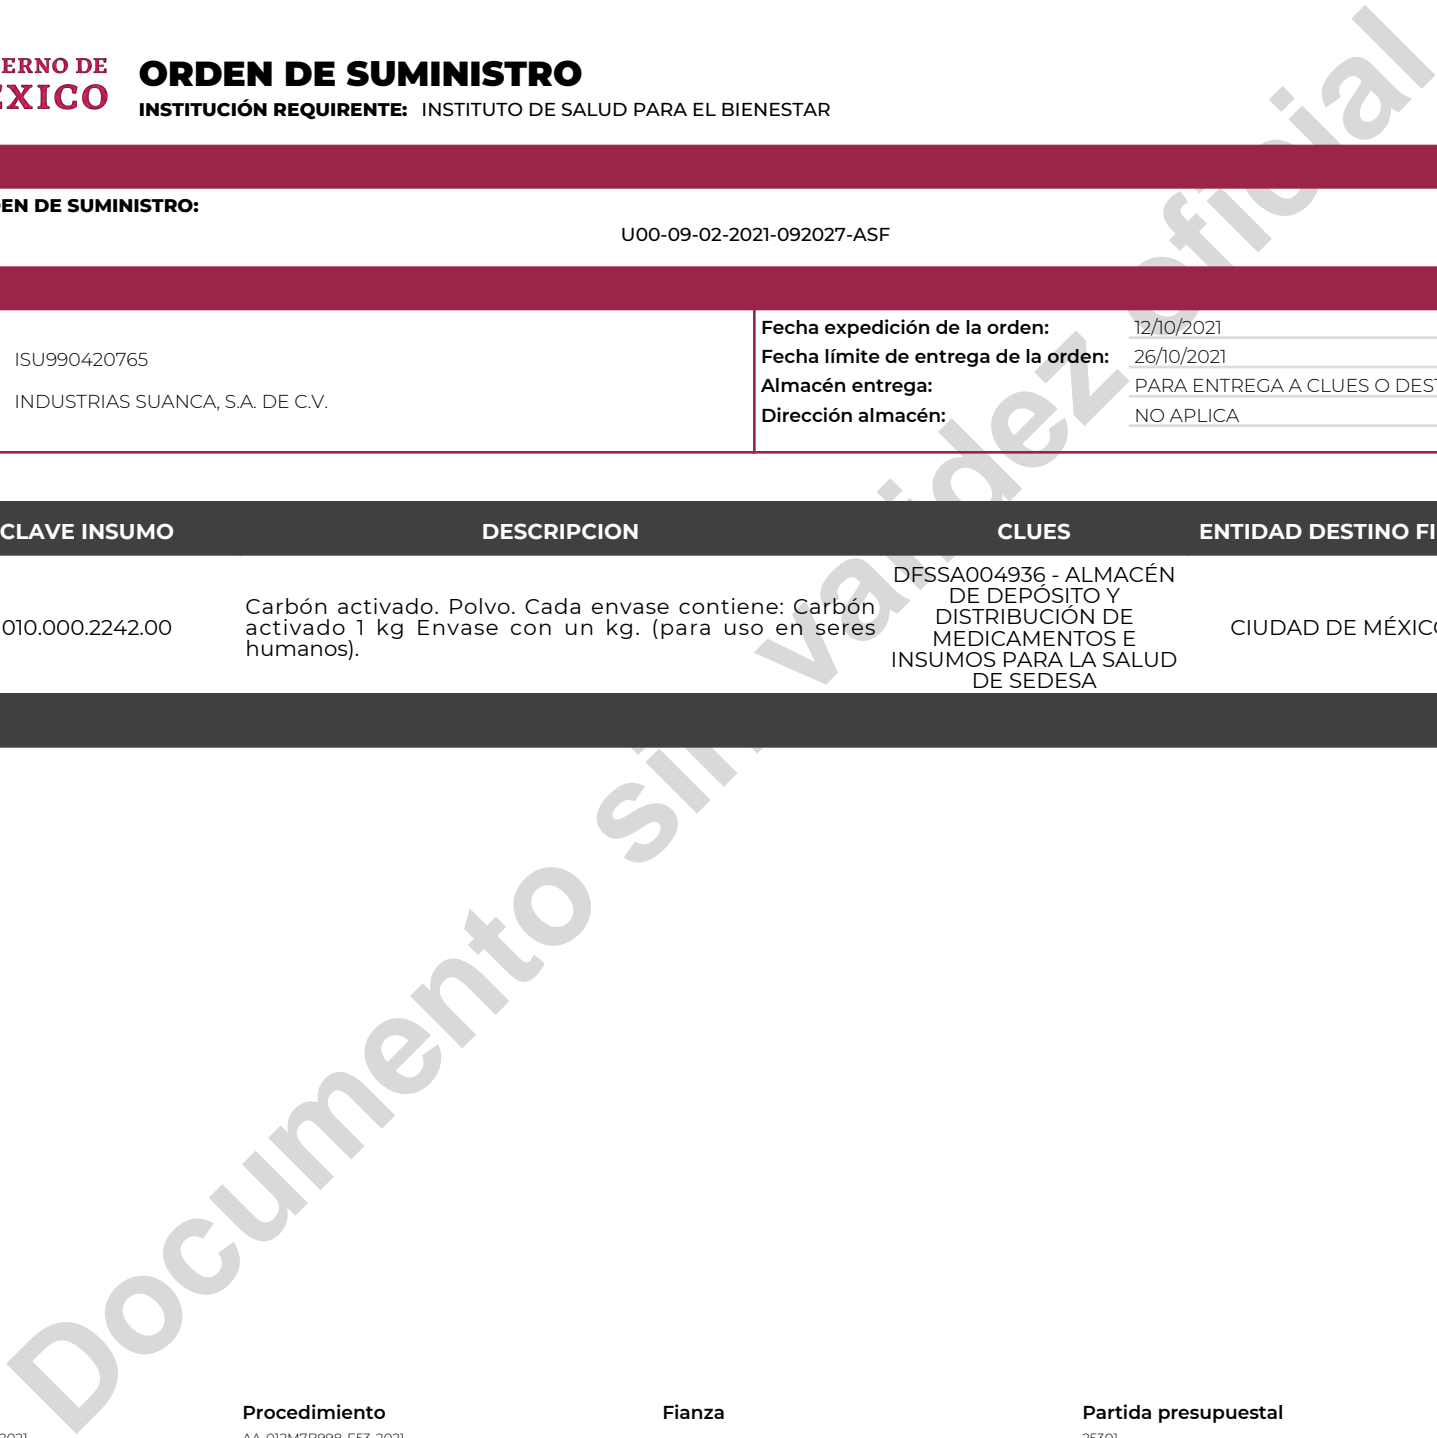 ERNO DE
ÉXICO
ORDEN DE SUMINISTRO
INSTITUCIÓN REQUIRENTE: INSTITUTO DE SALUD PARA EL BIENESTAR
EN DE SUMINISTRO:
U00-09-02-2021-092027-ASF
ISU990420765
INDUSTRIAS SUANCA, S.A. DE C.V.
Fecha expedición de la orden: 12/10/2021
Fecha límite de entrega de la orden: 26/10/2021
Almacén entrega: PARA ENTREGA A CLUES O DEST
Dirección almacén: NO APLICA
CLAVE INSUMO DESCRIPCION CLUES ENTIDAD DESTINO FI
010.000.2242.00
Carbón activado. Polvo. Cada envase contiene: Carbón
activado 1 kg Envase con un kg. (para uso en seres
humanos).
DFSSA004936 - ALMACÉN
DE DEPÓSITO Y
DISTRIBUCIÓN DE
MEDICAMENTOS E
INSUMOS PARA LA SALUD
DE SEDESA
CIUDAD DE MÉXICO
Documento sin validez oficial
Procedimiento Fianza Partida presupuestal